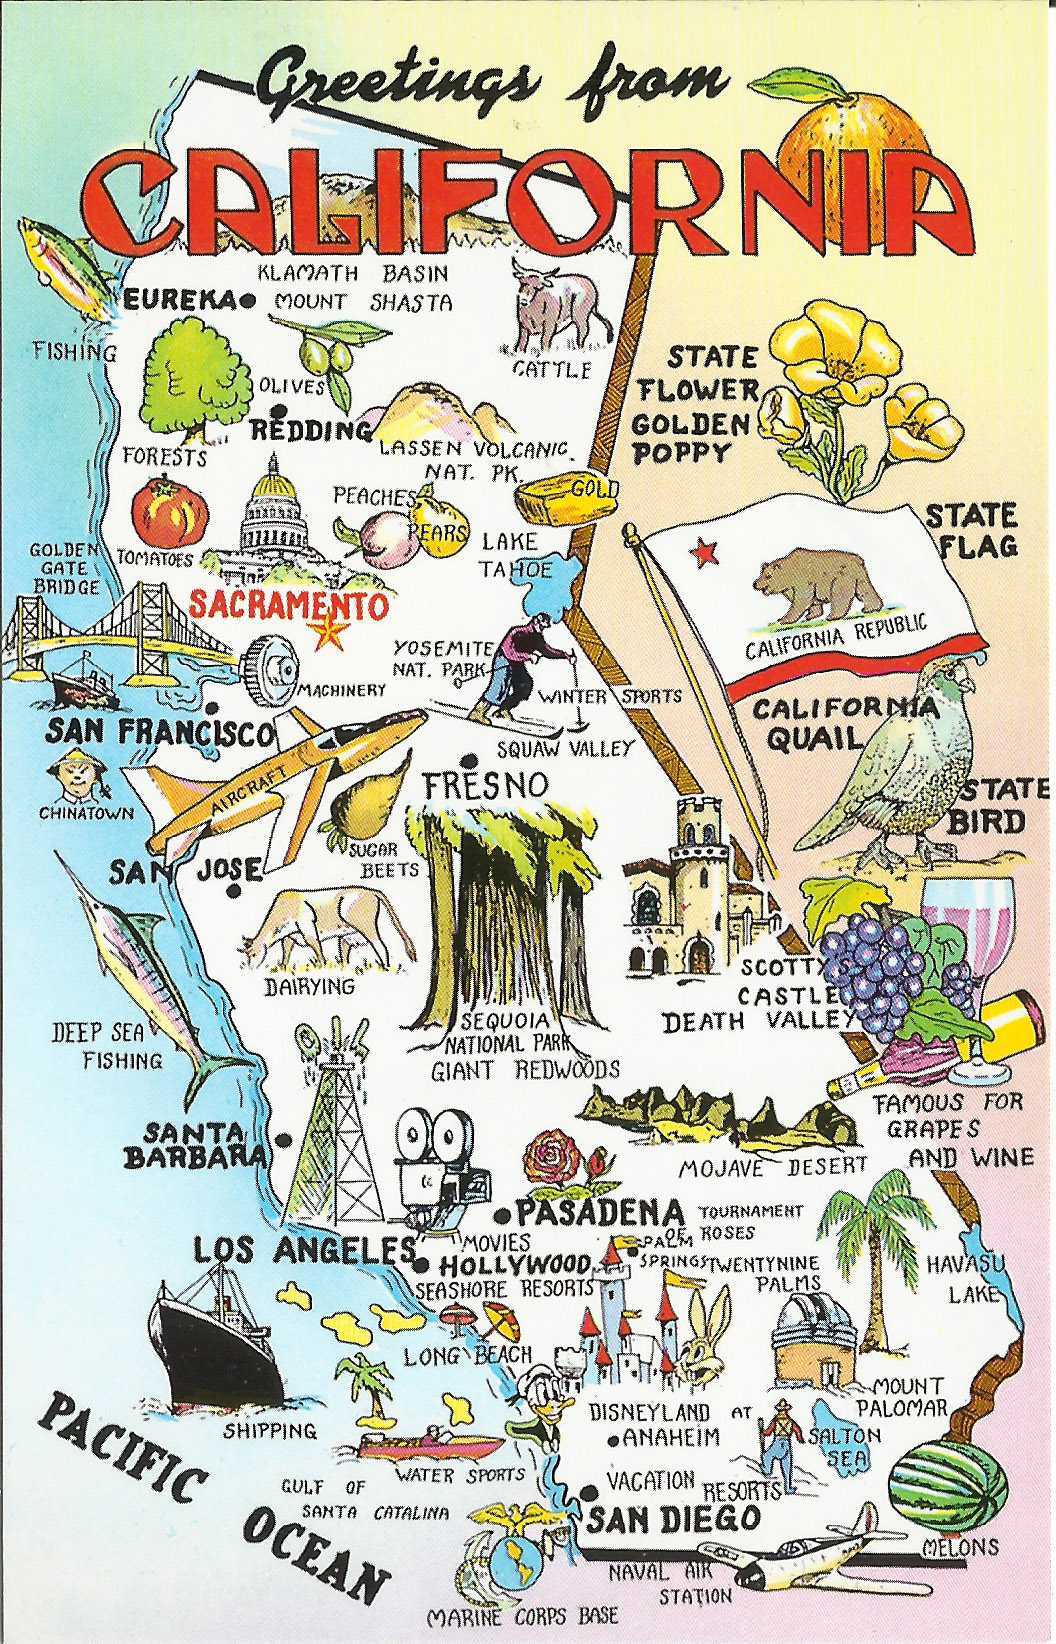 Greetings from
CALIFORNIA
KLAMATH BASIN
EUREKA
MOUNT SHASTA
FISHING
CATTLE
OLIVES
REDDING
FORESTS
LASSEN VOLCANIC
NAT. PK.
STATE
FLOWER
GOLDEN
POPPY
PEACHES
PEARS
GOLD
GOLDEN
GATE
BRIDGE
TOMATOES
LAKE
TAHOE
STATE
FLAG
CALIFORNIA REPUBLIC
SACRAMENTO
YOSEMITE
NAT. PARK
MACHINERY
WINTER SPORTS
SAN FRANCISCO
SQUAW VALLEY
CALIFORNIA
QUAIL
STATE
BIRD
CHINATOWN
AIRCRAFT
FRESNO
SUGAR
BEETS
SAN JOSE
DAIRYING
SCOTTY'S
CASTLE
DEATH VALLEY
DEEP SEA
FISHING
SEQUOIA
NATIONAL PARK
GIANT REDWOODS
FAMOUS FOR
GRAPES
AND WINE
SANTA
BARBARA
MOJAVE DESERT
PASADENA
TOURNAMENT
OF ROSES
LOS ANGELES
MOVIES
HOLLYWOOD
PALM
SPRINGS
TWENTYNINE
PALMS
SEASHORE RESORTS
HAVASU
LAKE
LONG BEACH
MOUNT
PALOMAR
SHIPPING
DISNEYLAND AT
ANAHEIM
SALTON
SEA
WATER SPORTS
GULF OF
SANTA CATALINA
VACATION
RESORTS
SAN DIEGO
PACIFIC
OCEAN
MELONS
NAVAL AIR
STATION
MARINE CORPS BASE